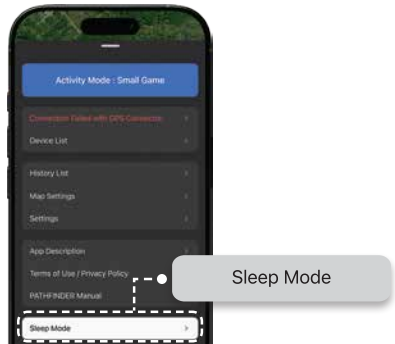 Activity Mode : Small Game
Connection Failed with GPS Connector
Device List
History List
Map Settings
Settings
App Description
Terms of Use / Privacy Policy
PATHFINDER Manual
Sleep Mode
Sleep Mode